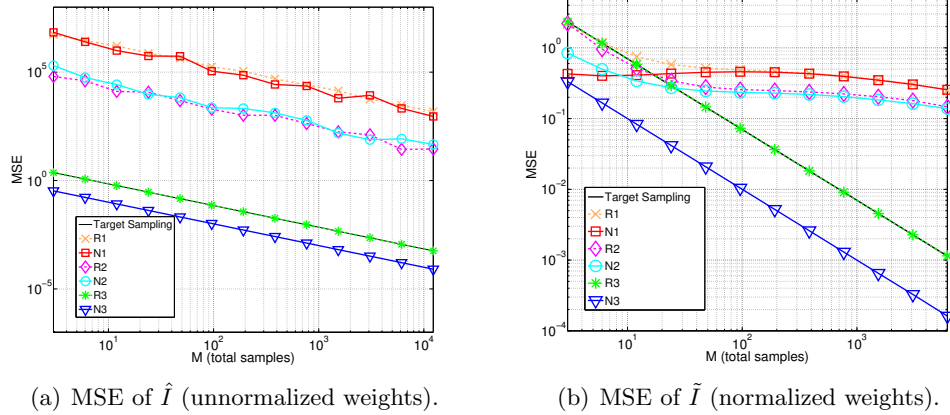 10^5
10^0
10^-5
MSE
Target Sampling
R1
N1
R2
N2
R3
N3
10^1
10^2
10^3
10^4
M (total samples)
(a) MSE of Î (unnormalized weights).
10^0
10^-1
10^-2
10^-3
10^-4
MSE
Target Sampling
R1
N1
R2
N2
R3
N3
10^1
10^2
10^3
M (total samples)
(b) MSE of Ĩ (normalized weights).